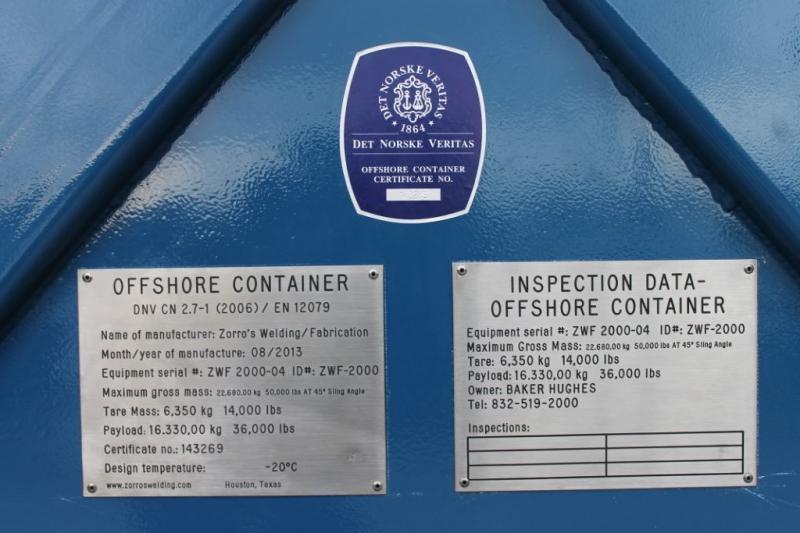 DET NORSKE VERITAS
★ 1864 ★
DET NORSKE VERITAS
OFFSHORE CONTAINER
CERTIFICATE NO.
OFFSHORE CONTAINER
DNV CN 2.7-1 (2006) / EN 12079
Name of manufacturer: Zorro's Welding/Fabrication
Month/year of manufacture: 08/2013
Equipment serial #: ZWF 2000-04 ID#: ZWF-2000
Maximum gross mass: 22,680,00 kg 50,000 lbs AT 45° Sling Angle
Tare Mass: 6,350 kg 14,000 lbs
Payload: 16.330,00 kg 36,000 lbs
Certificate no.: 143269
Design temperature: -20°C
www.zorroswelding.com Houston, Texas
INSPECTION DATA-
OFFSHORE CONTAINER
Equipment serial #: ZWF 2000-04 ID#: ZWF-2000
Maximum Gross Mass: 22,680,00 kg 50,000 lbs AT 45° Sling Angle
Tare: 6,350 kg 14,000 lbs
Payload: 16.330,00 kg 36,000 lbs
Owner: BAKER HUGHES
Tel: 832-519-2000
Inspections: